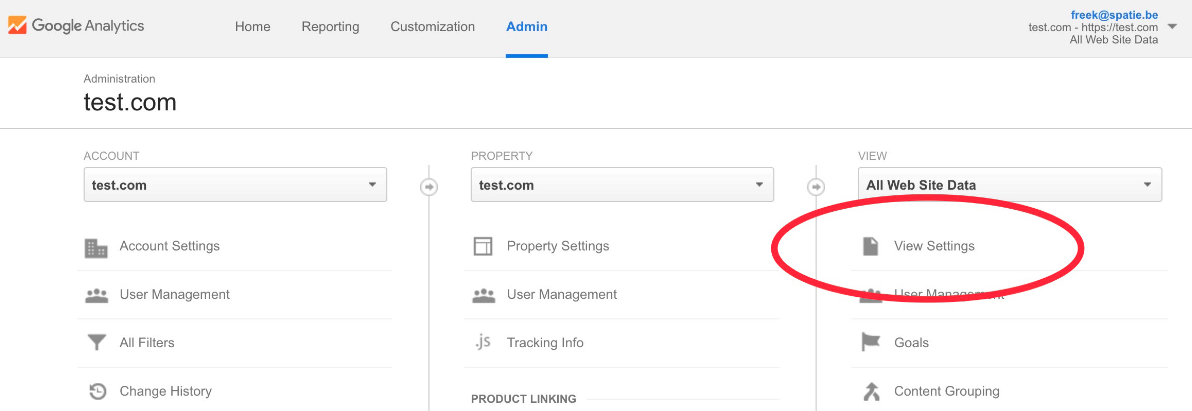 Google Analytics
Home
Reporting
Customization
Admin
freek@spatie.be
test.com - https://test.com
All Web Site Data
Administration
test.com
ACCOUNT
test.com
Account Settings
User Management
All Filters
Change History
PROPERTY
test.com
Property Settings
User Management
.js
Tracking Info
PRODUCT LINKING
VIEW
All Web Site Data
View Settings
User Management
Goals
Content Grouping